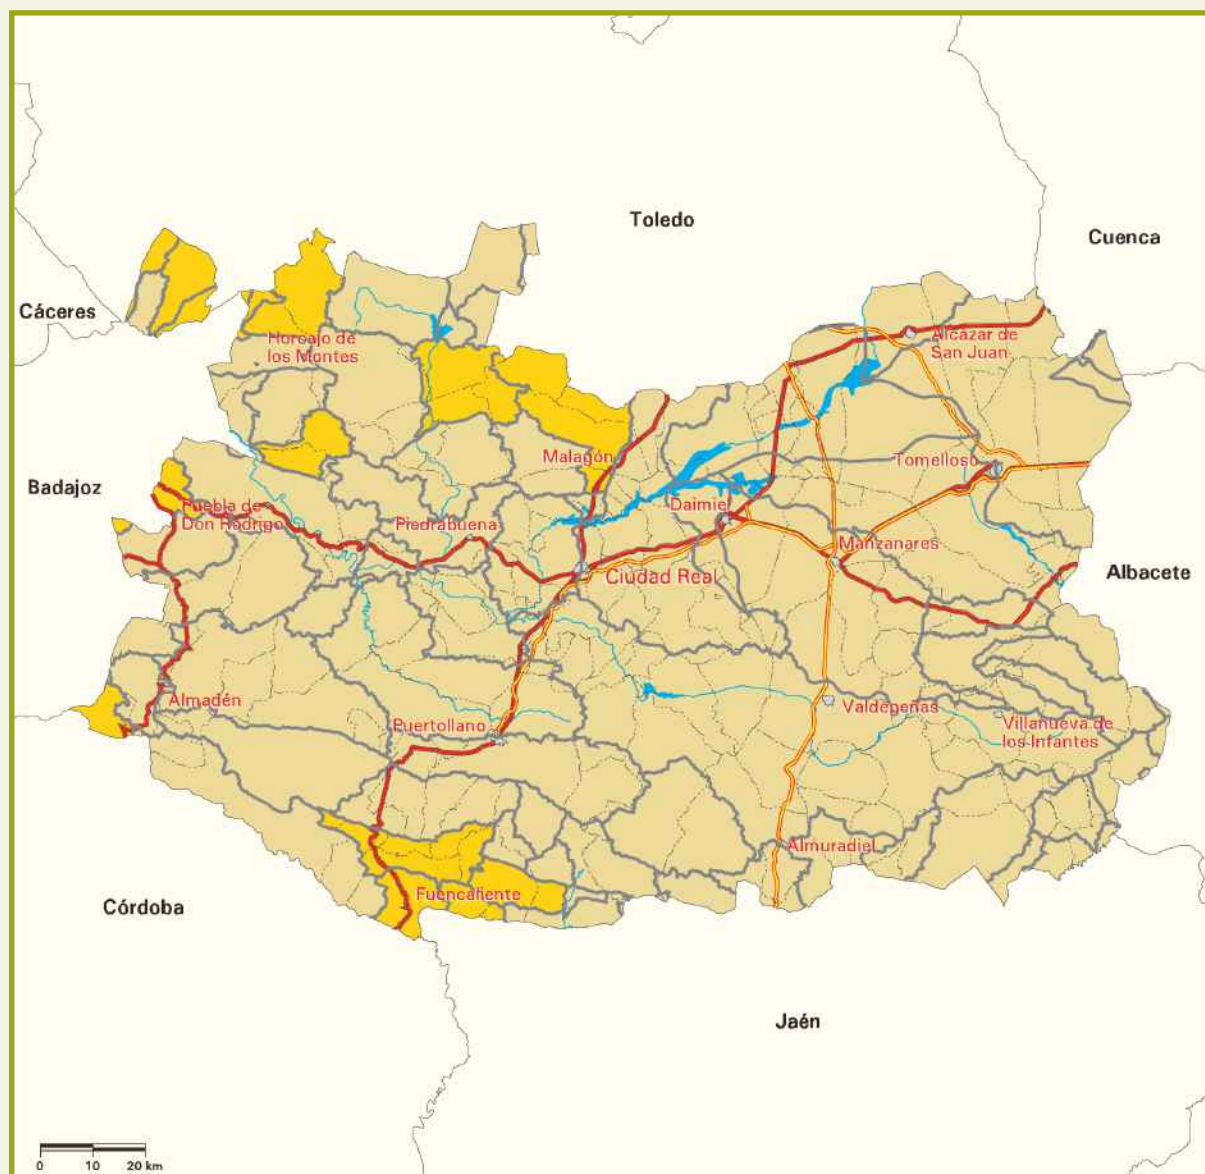 Toledo
Cuenca
Cáceres
Horcajo de
los Montes
Alcázar de
San Juan
Malagón
Tomelloso
Badajoz
Puebla de
Don Rodrigo
Piedrabuena
Daimiel
Manzanares
Ciudad Real
Albacete
Almadén
Puertollano
Valdepeñas
Villanueva de
los Infantes
Almuradiel
Fuencaliente
Córdoba
Jaén
0 10 20 km